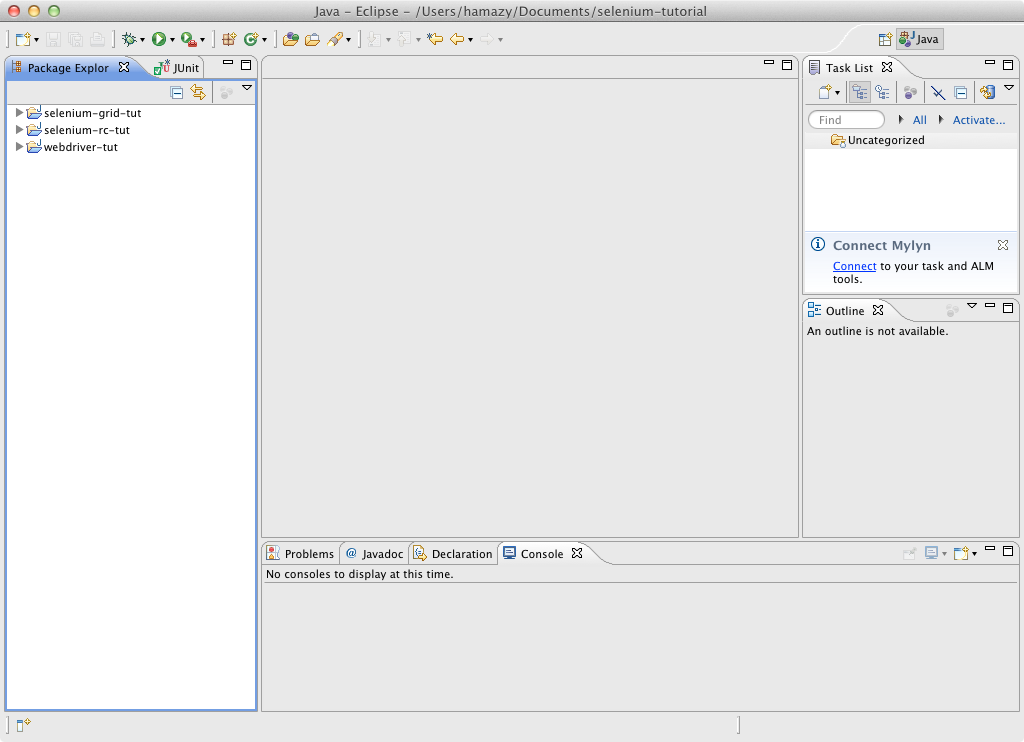 Java – Eclipse – /Users/hamazy/Documents/selenium-tutorial
Java
Package Explor
JUnit
selenium-grid-tut
selenium-rc-tut
webdriver-tut
Task List
Find
All
Activate...
Uncategorized
Connect Mylyn
Connect to your task and ALM
tools.
Outline
An outline is not available.
Problems
@ Javadoc
Declaration
Console
No consoles to display at this time.